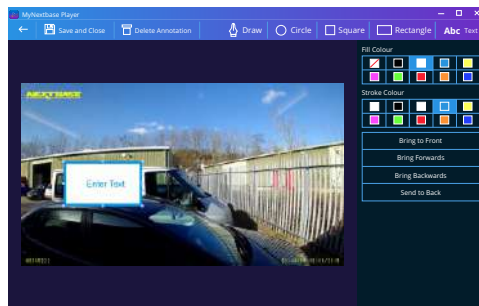 MyNextbase Player
Save and Close
Delete Annotation
Draw
Circle
Square
Rectangle
Abc Text
Fill Colour
Stroke Colour
Bring to Front
Bring Forwards
Bring Backwards
Send to Back
NEXTBASE
Enter Text